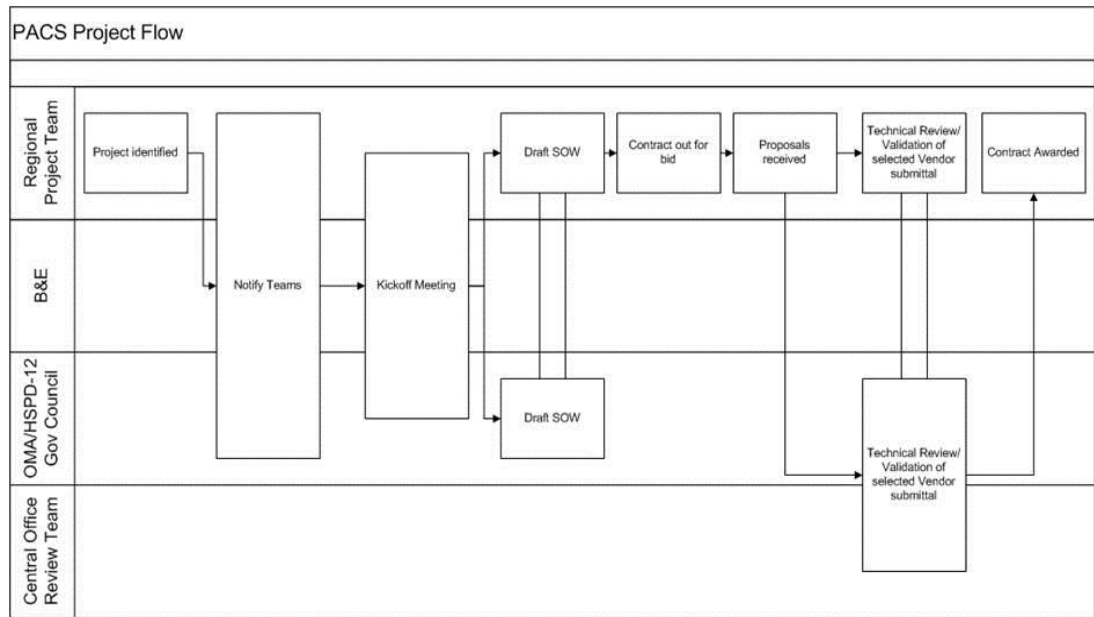 PACS Project Flow
Regional
Project Team
Project identified
Draft SOW
Contract out for
bid
Proposals
received
Technical Review/
Validation of
selected Vendor
submittal
Contract Awarded
B&E
Notify Teams
Kickoff Meeting
OMA/HSPD-12
Gov Council
Draft SOW
Technical Review/
Validation of
selected Vendor
submittal
Central Office
Review Team